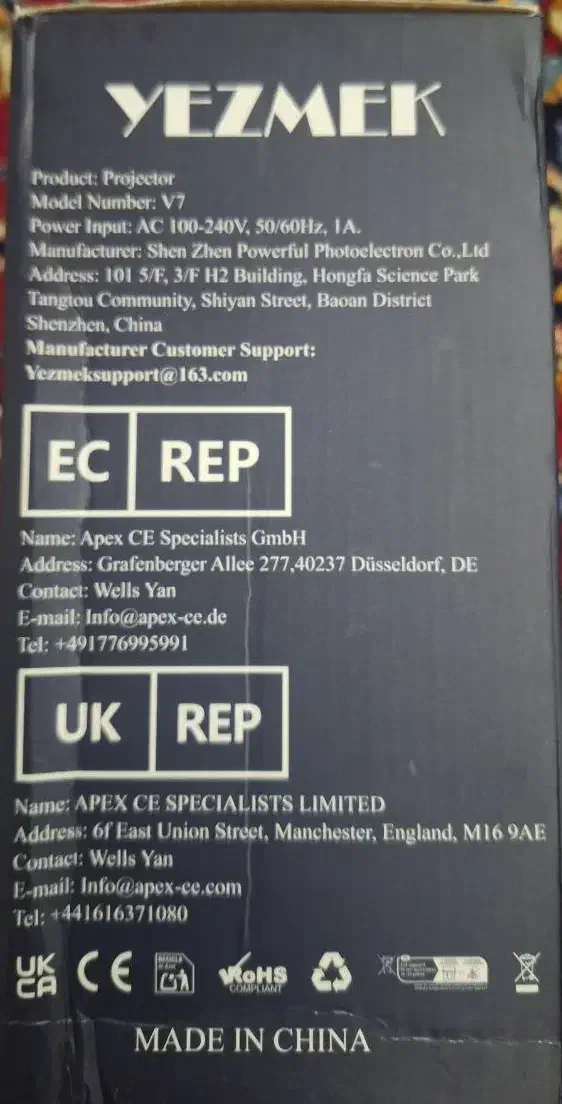 YEZMEK
Product: Projector
Model Number: V7
Power Input: AC 100-240V, 50/60Hz, 1A.
Manufacturer: Shen Zhen Powerful Photoelectron Co.,Ltd
Address: 101 5/F, 3/F H2 Building, Hongfa Science Park
Tangtou Community, Shiyan Street, Baoan District
Shenzhen, China
Manufacturer Customer Support:
Yezmeksupport@163.com
EC REP
Name: Apex CE Specialists GmbH
Address: Grafenberger Allee 277,40237 Düsseldorf, DE
Contact: Wells Yan
E-mail: Info@apex-ce.de
Tel: +491776995991
UK REP
Name: APEX CE SPECIALISTS LIMITED
Address: 6f East Union Street, Manchester, England, M16 9AE
Contact: Wells Yan
E-mail: Info@apex-ce.com
Tel: +441616371080
UK CA CE RoHS COMPLIANT
MADE IN CHINA